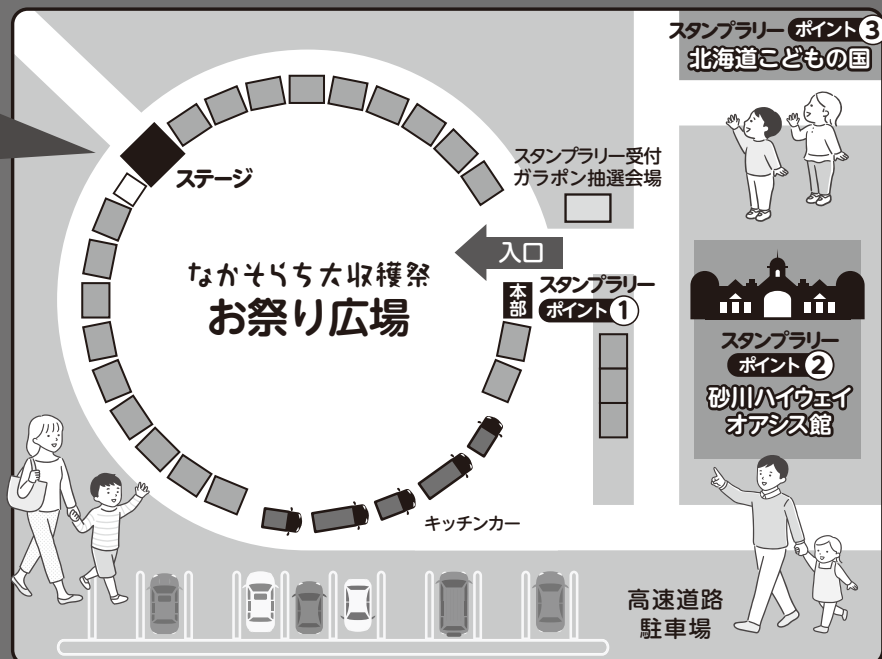 スタンプラリー ポイント 3
北海道こどもの国
スタンプラリー受付
ガラポン抽選会場
ステージ
入口
なかそらち大収穫祭
お祭り広場
本部
スタンプラリー
ポイント 1
スタンプラリー
ポイント 2
砂川ハイウェイ
オアシス館
キッチンカー
高速道路
駐車場